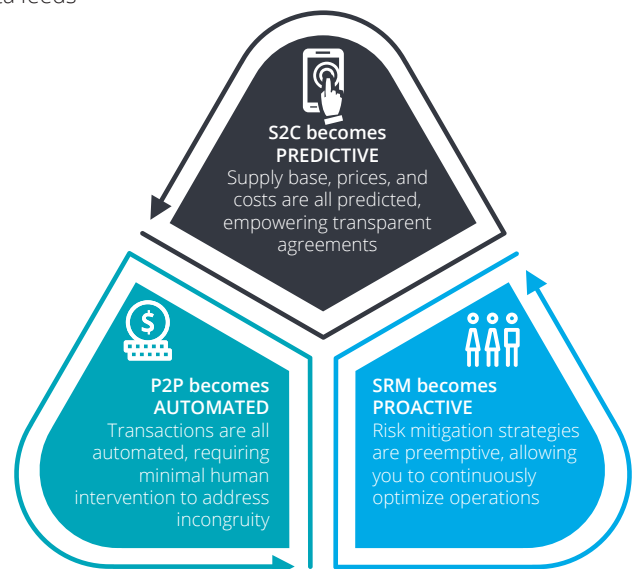 feeds
S2C becomes
PREDICTIVE
Supply base, prices, and
costs are all predicted,
empowering transparent
agreements
$
P2P becomes
AUTOMATED
Transactions are all
automated, requiring
minimal human
intervention to address
incongruity
SRM becomes
PROACTIVE
Risk mitigation strategies
are preemptive, allowing
you to continuously
optimize operations